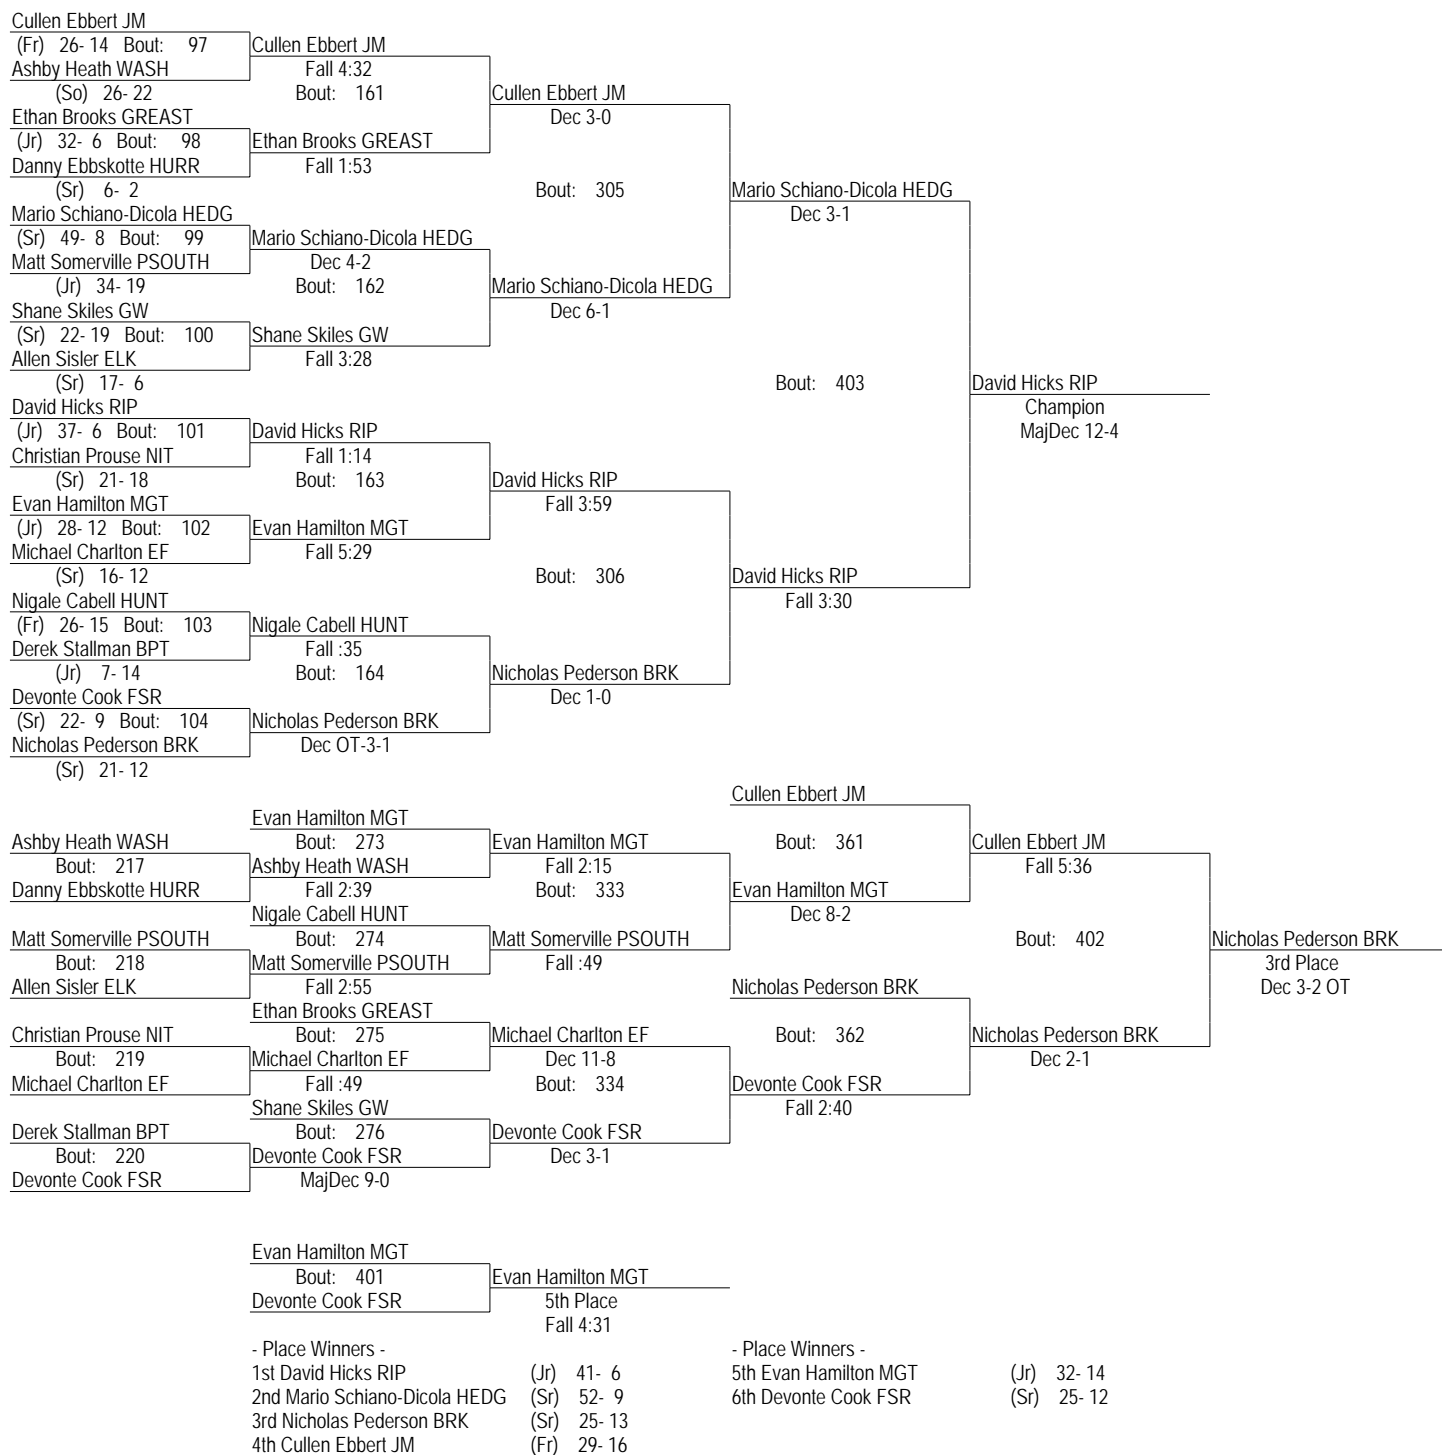 Cullen Ebbert JM
(Fr) 26- 14 Bout: 97 Cullen Ebbert JM
Ashby Heath WASH Fall 4:32
(So) 26- 22 Bout: 161 Cullen Ebbert JM
Ethan Brooks GREAST Dec 3-0
(Jr) 32- 6 Bout: 98 Ethan Brooks GREAST
Danny Ebbskotte HURR Fall 1:53
(Sr) 6- 2 Bout: 305 Mario Schiano-Dicola HEDG
Mario Schiano-Dicola HEDG Dec 3-1
(Sr) 49- 8 Bout: 99 Mario Schiano-Dicola HEDG
Matt Somerville PSOUTH Dec 4-2
(Jr) 34- 19 Bout: 162 Mario Schiano-Dicola HEDG
Shane Skiles GW Dec 6-1
(Sr) 22- 19 Bout: 100 Shane Skiles GW
Allen Sisler ELK Fall 3:28
(Sr) 17- 6 Bout: 403 David Hicks RIP
David Hicks RIP Champion
(Jr) 37- 6 Bout: 101 David Hicks RIP MajDec 12-4
Christian Prouse NIT Fall 1:14
(Sr) 21- 18 Bout: 163 David Hicks RIP
Evan Hamilton MGT Fall 3:59
(Jr) 28- 12 Bout: 102 Evan Hamilton MGT
Michael Charlton EF Fall 5:29
(Sr) 16- 12 Bout: 306 David Hicks RIP
Nigale Cabell HUNT Fall 3:30
(Fr) 26- 15 Bout: 103 Nigale Cabell HUNT
Derek Stallman BPT Fall :35
(Jr) 7- 14 Bout: 164 Nicholas Pederson BRK
Devonte Cook FSR Dec 1-0
(Sr) 22- 9 Bout: 104 Nicholas Pederson BRK
Nicholas Pederson BRK Dec OT-3-1
(Sr) 21- 12
Cullen Ebbert JM
Evan Hamilton MGT
Ashby Heath WASH Bout: 273 Evan Hamilton MGT Bout: 361 Cullen Ebbert JM
Bout: 217 Ashby Heath WASH Fall 2:15 Fall 5:36
Danny Ebbskotte HURR Fall 2:39 Bout: 333 Evan Hamilton MGT
Nigale Cabell HUNT Dec 8-2
Matt Somerville PSOUTH Bout: 274 Matt Somerville PSOUTH Bout: 402 Nicholas Pederson BRK
Bout: 218 Matt Somerville PSOUTH Fall :49 3rd Place
Allen Sisler ELK Fall 2:55 Nicholas Pederson BRK Dec 3-2 OT
Ethan Brooks GREAST
Christian Prouse NIT Bout: 275 Michael Charlton EF Bout: 362 Nicholas Pederson BRK
Bout: 219 Michael Charlton EF Dec 11-8 Dec 2-1
Michael Charlton EF Fall :49 Bout: 334 Devonte Cook FSR
Shane Skiles GW Fall 2:40
Derek Stallman BPT Bout: 276 Devonte Cook FSR
Bout: 220 Devonte Cook FSR Dec 3-1
Devonte Cook FSR MajDec 9-0
Evan Hamilton MGT
Bout: 401 Evan Hamilton MGT
Devonte Cook FSR 5th Place
Fall 4:31
- Place Winners - - Place Winners -
1st David Hicks RIP (Jr) 41- 6 5th Evan Hamilton MGT (Jr) 32- 14
2nd Mario Schiano-Dicola HEDG (Sr) 52- 9 6th Devonte Cook FSR (Sr) 25- 12
3rd Nicholas Pederson BRK (Sr) 25- 13
4th Cullen Ebbert JM (Fr) 29- 16